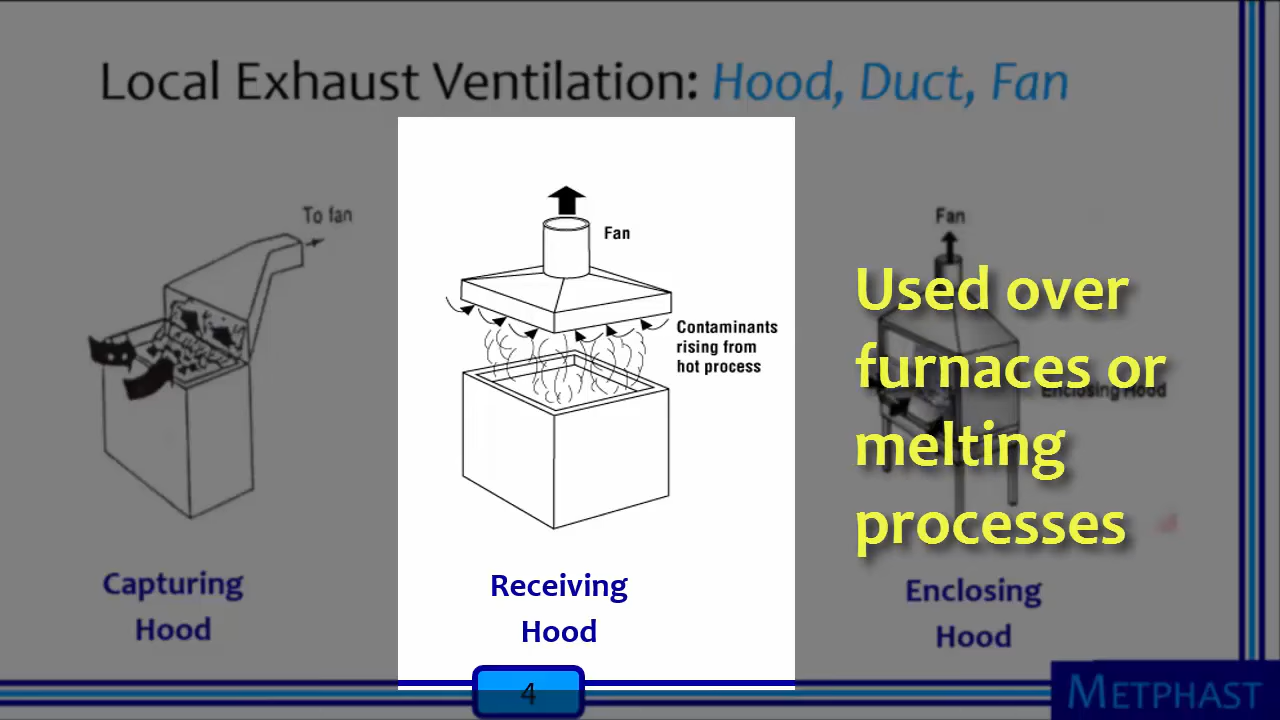 Local Exhaust Ventilation: Hood, Duct, Fan
To fan
Fan
Contaminants
rising from
hot process
Fan
Enclosing Hood
Used over
furnaces or
melting
processes
Capturing
Hood
Receiving
Hood
Enclosing
Hood
4
METPHAST